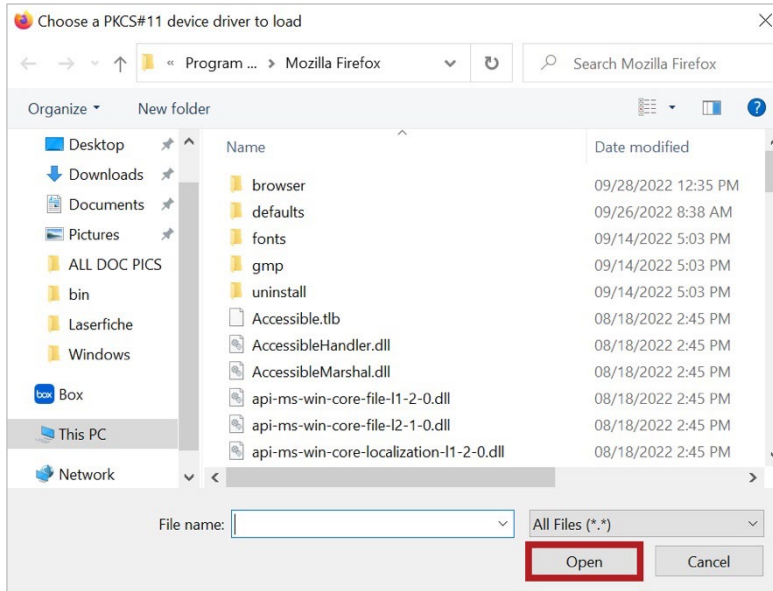 Choose a PKCS#11 device driver to load
« Program ... > Mozilla Firefox
Search Mozilla Firefox
Organize
New folder
Name
Date modified
Desktop
Downloads
Documents
Pictures
ALL DOC PICS
bin
Laserfiche
Windows
box Box
This PC
Network
browser 09/28/2022 12:35 PM
defaults 09/26/2022 8:38 AM
fonts 09/14/2022 5:03 PM
gmp 09/14/2022 5:03 PM
uninstall 09/14/2022 5:03 PM
Accessible.tlb 08/18/2022 2:45 PM
AccessibleHandler.dll 08/18/2022 2:45 PM
AccessibleMarshal.dll 08/18/2022 2:45 PM
api-ms-win-core-file-l1-2-0.dll 08/18/2022 2:45 PM
api-ms-win-core-file-l2-1-0.dll 08/18/2022 2:45 PM
api-ms-win-core-localization-l1-2-0.dll 08/18/2022 2:45 PM
File name:
All Files (*.*)
Open
Cancel